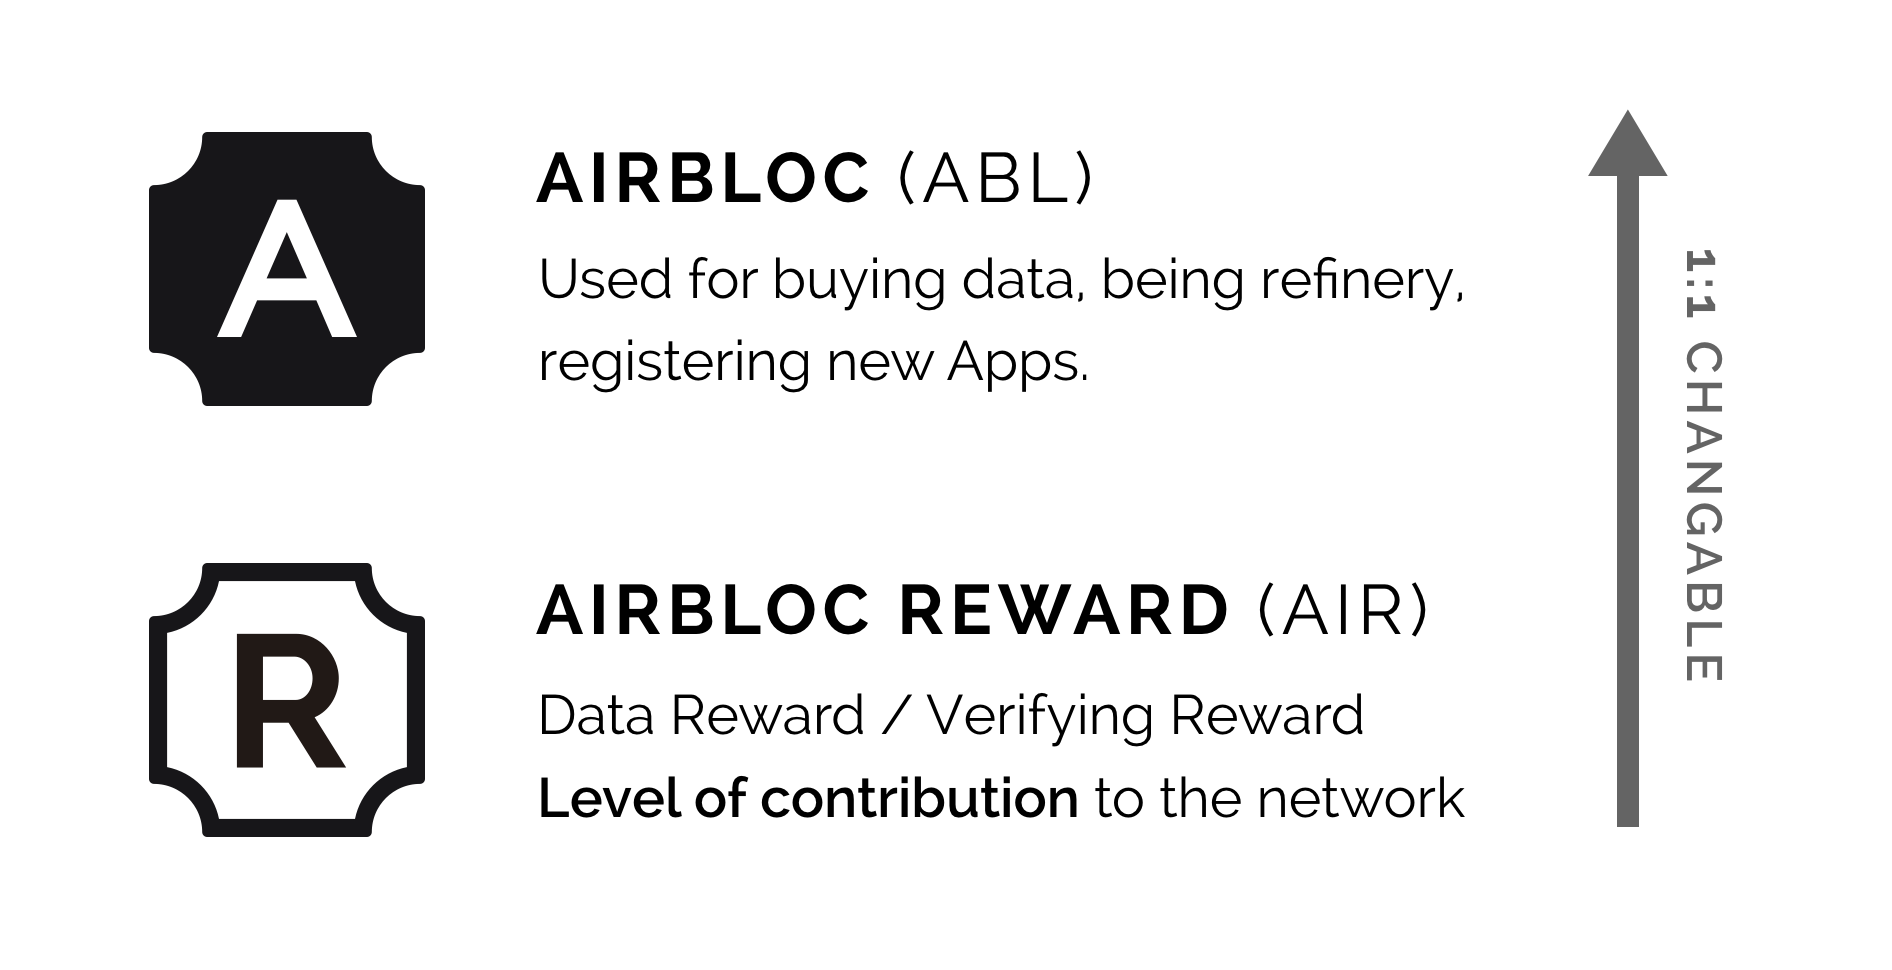 A
AIRBLOC (ABL)
Used for buying data, being refinery,
registering new Apps.
R
AIRBLOC REWARD (AIR)
Data Reward / Verifying Reward
Level of contribution to the network
1:1 CHANGABLE